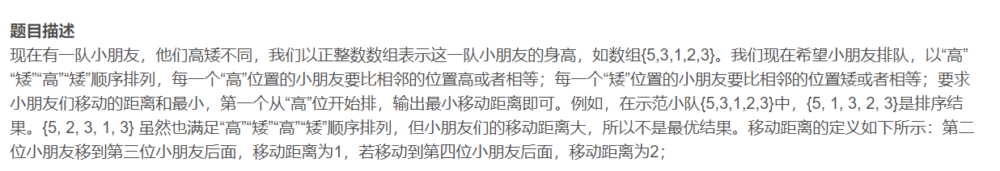 题目描述
现在有一队小朋友，他们高矮不同，我们以正整数数组表示这一队小朋友的身高，如数组{5,3,1,2,3}。我们现在希望小朋友排队，以“高”
“矮”“高”“矮”顺序排列，每一个“高”位置的小朋友要比相邻的位置高或者相等；每一个“矮”位置的小朋友要比相邻的位置矮或者相等；要求
小朋友们移动的距离和最小，第一个从“高”位开始排，输出最小移动距离即可。例如，在示范小队{5,3,1,2,3}中，{5, 1, 3, 2, 3}是排序结
果。{5, 2, 3, 1, 3} 虽然也满足“高”“矮”“高”“矮”顺序排列，但小朋友们的移动距离大，所以不是最优结果。移动距离的定义如下所示：第二
位小朋友移到第三位小朋友后面，移动距离为1，若移动到第四位小朋友后面，移动距离为2；